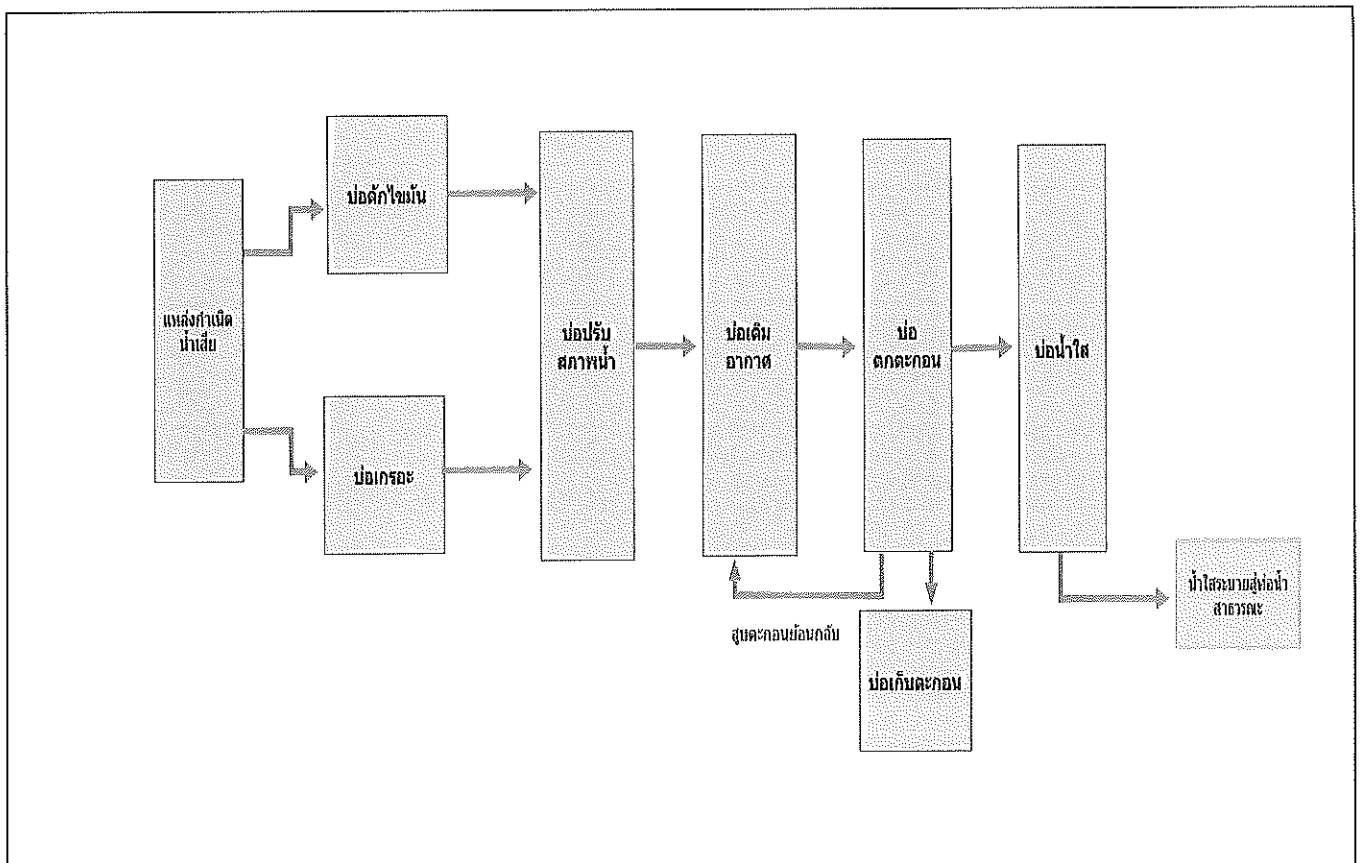 บ่อดักไขมัน
แหล่งกำเนิด
น้ำเสีย
บ่อเกรอะ
บ่อปรับ
สภาพน้ำ
บ่อเติม
อากาศ
บ่อ
ตกตะกอน
บ่อน้ำใส
น้ำใสระบายสู่ท่อน้ำ
สาธารณะ
สูบตะกอนย้อนกลับ
บ่อเก็บตะกอน